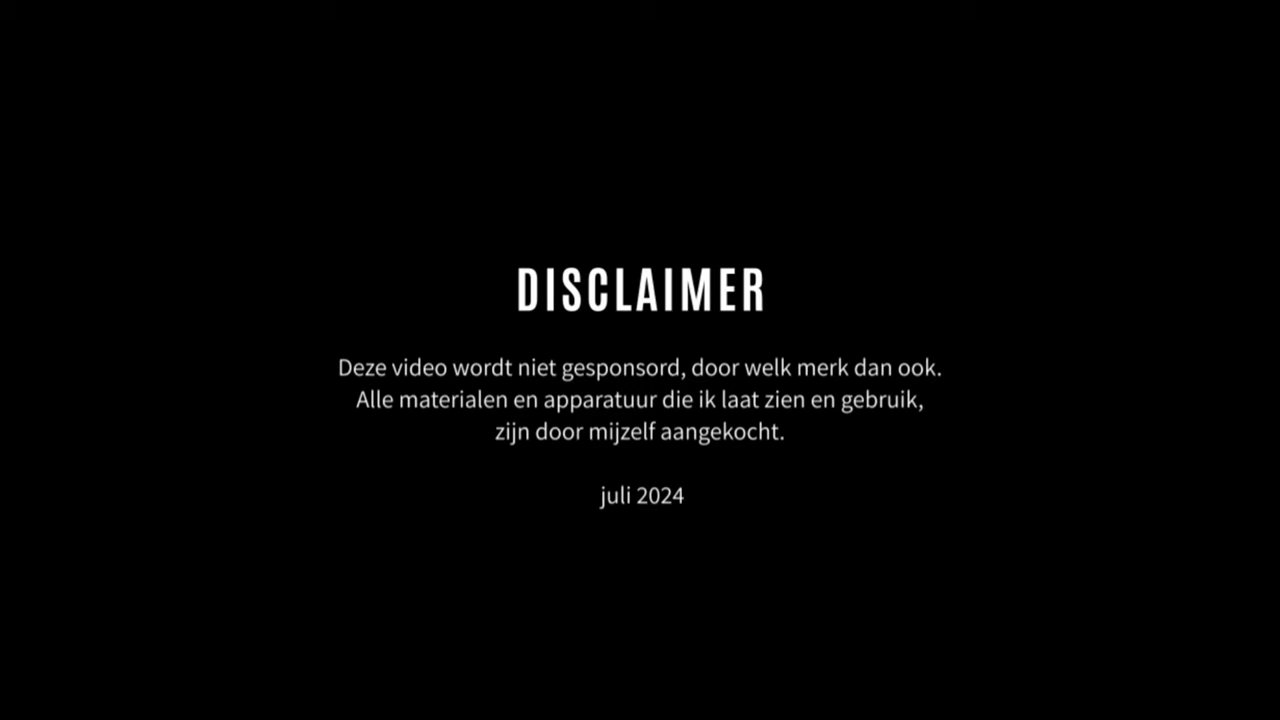 DISCLAIMER
Deze video wordt niet gesponsord, door welk merk dan ook.
Alle materialen en apparatuur die ik laat zien en gebruik,
zijn door mijzelf aangekocht.
juli 2024